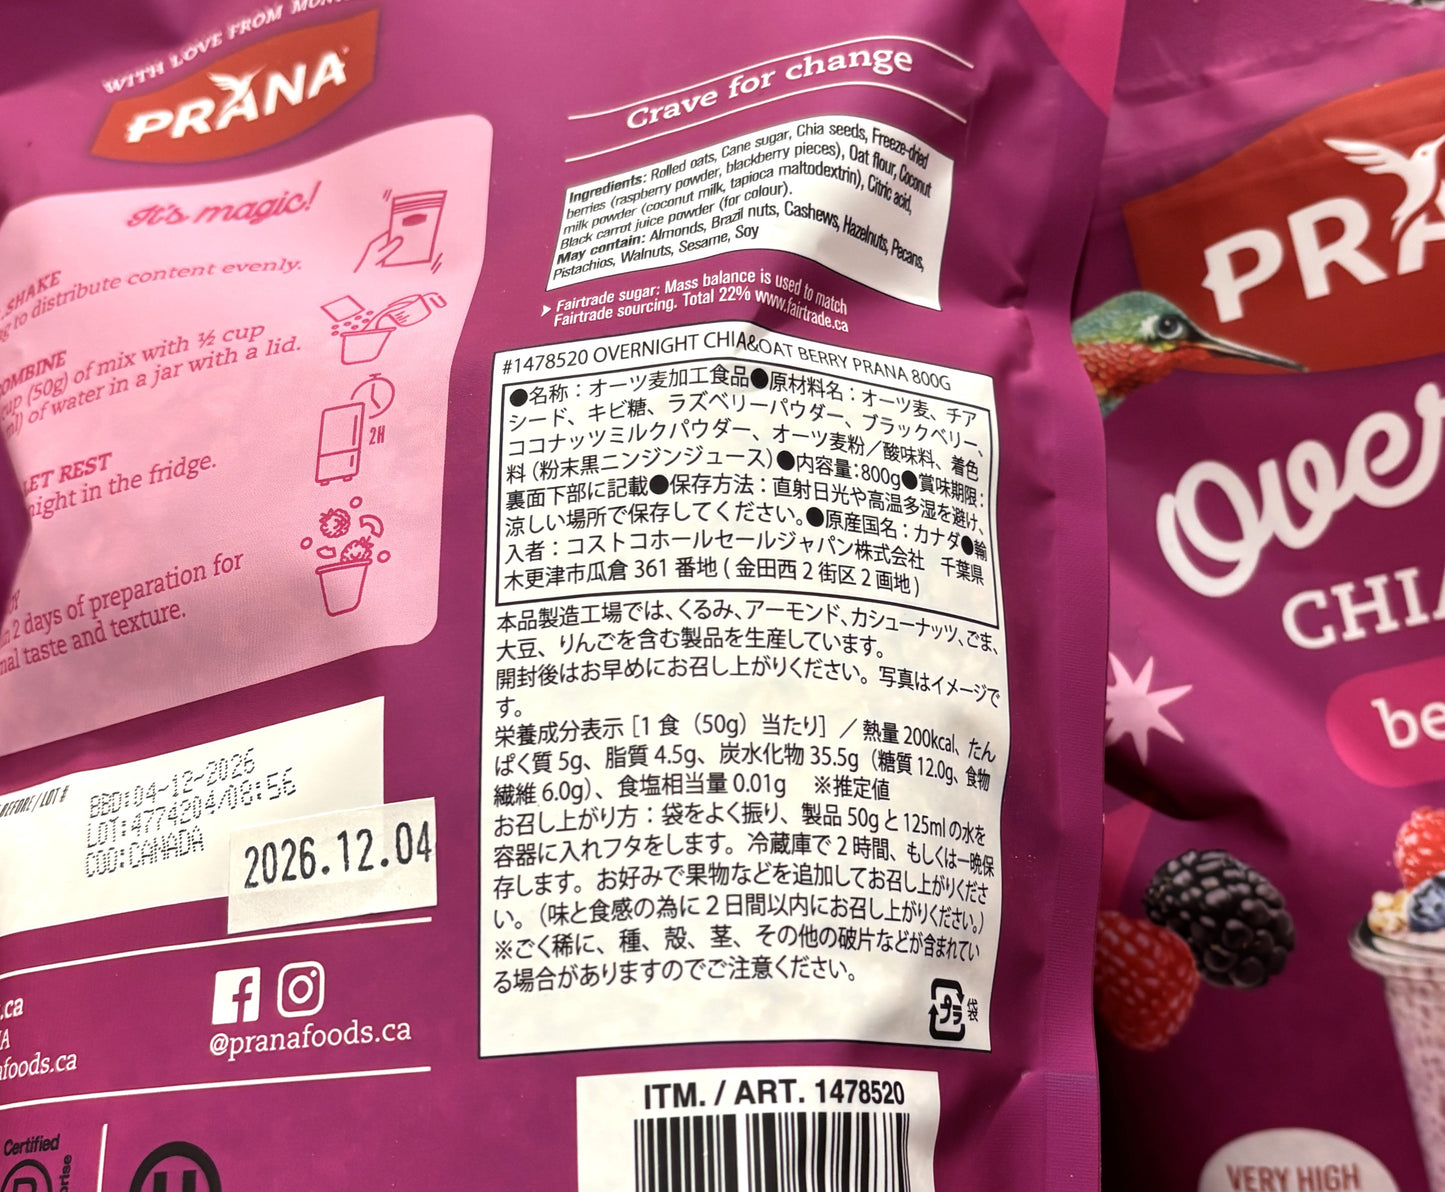 WITH LOVE FROM
PRANA
It's magic!
SHAKE
to distribute content evenly.
(50g) of mix with ½ cup
of water in a jar with a lid.
LET REST
in the fridge.
2H
2 days of preparation for
taste and texture.
BBD:04-12-2026
LOT:4774204/08:56
COO:CANADA
2026.12.04
@pranafoods.ca
Certified
Crave for change
Ingredients: Rolled oats, Cane sugar, Chia seeds, Freeze-dried
berries (raspberry powder, blackberry pieces), Oat flour, Coconut
milk powder (coconut milk, tapioca maltodextrin), Citric acid,
Black carrot juice powder (for colour).
May contain: Almonds, Brazil nuts, Cashews, Hazelnuts, Pecans,
Pistachios, Walnuts, Sesame, Soy
Fairtrade sugar: Mass balance is used to match
Fairtrade sourcing. Total 22% www.fairtrade.ca
#1478520 OVERNIGHT CHIA&OAT BERRY PRANA 800G
●名称：オーツ麦加工食品●原材料名：オーツ麦、チア
シード、キビ糖、ラズベリーパウダー、ブラックベリー、
ココナッツミルクパウダー、オーツ麦粉／酸味料、着色
料（粉末黒ニンジンジュース）●内容量：800g●賞味期限：
裏面下部に記載●保存方法：直射日光や高温多湿を避け、
涼しい場所で保存してください。●原産国名：カナダ●輸
入者：コストコホールセールジャパン株式会社　千葉県
木更津市瓜倉 361 番地（金田西 2 街区 2 画地）
本品製造工場では、くるみ、アーモンド、カシューナッツ、ごま、
大豆、りんごを含む製品を生産しています。
開封後はお早めにお召し上がりください。写真はイメージで
す。
栄養成分表示［1 食（50g）当たり］／ 熱量 200kcal、たん
ぱく質 5g、脂質 4.5g、炭水化物 35.5g（糖質 12.0g、食物
繊維 6.0g）、食塩相当量 0.01g　※推定値
お召し上がり方：袋をよく振り、製品 50g と 125ml の水を
容器に入れフタをします。冷蔵庫で 2 時間、もしくは一晩保
存します。お好みで果物などを追加してお召し上がりくださ
い。（味と食感の為に 2 日間以内にお召し上がりください。）
※ごく稀に、種、殻、茎、その他の破片などが含まれてい
る場合がありますのでご注意ください。
プラ
袋
ITM. / ART. 1478520
PRA
Over
CHIA
be
VERY HIGH